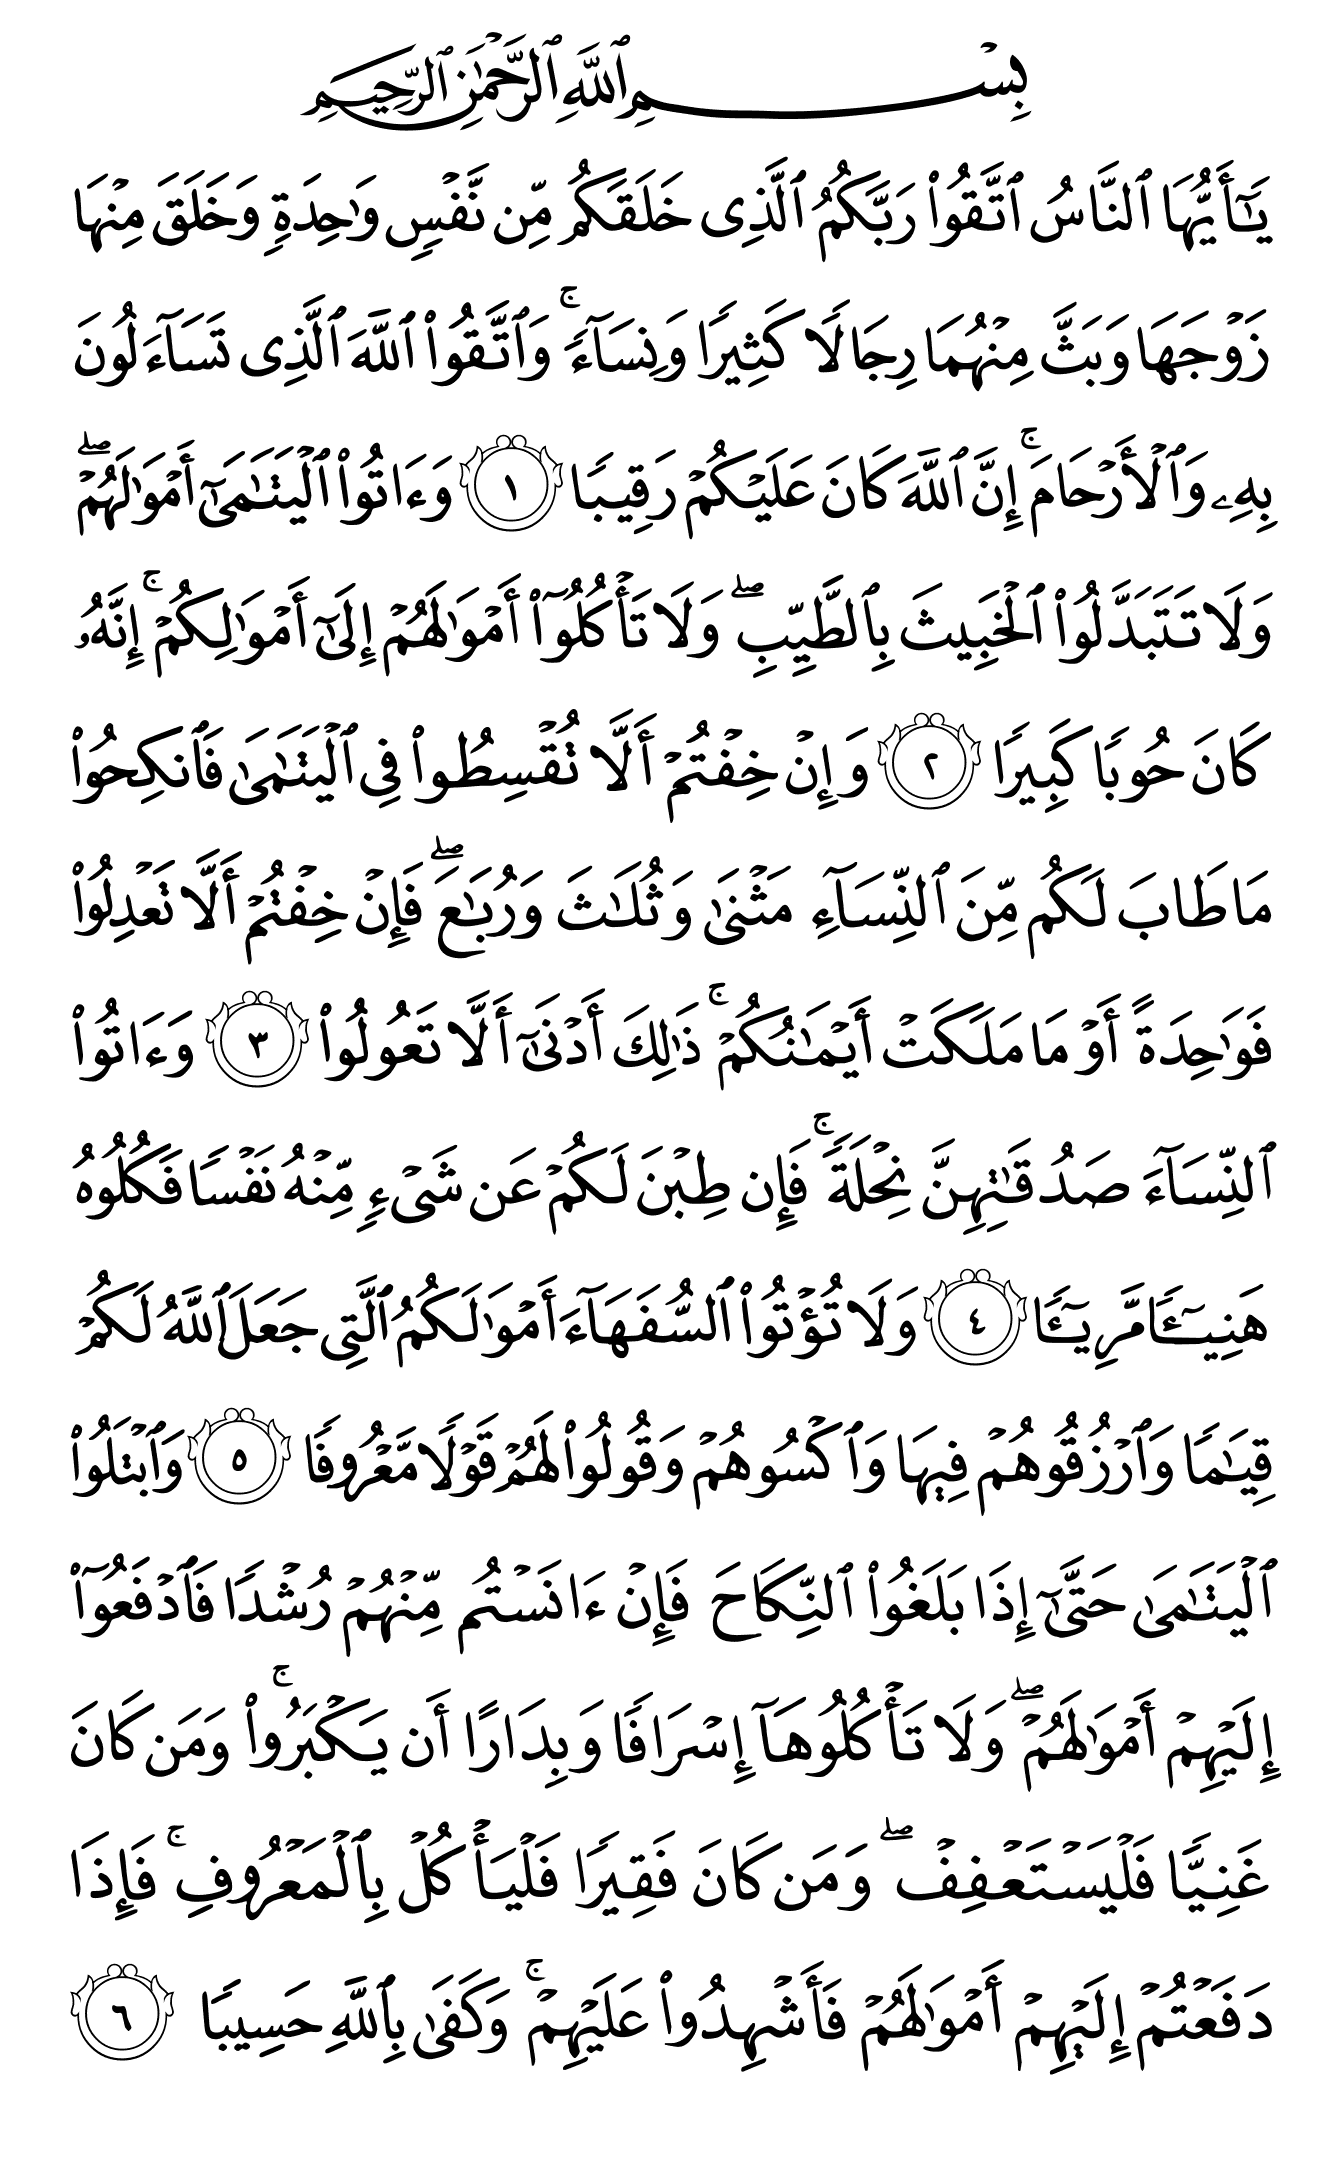 بِسْمِ ٱللَّهِ ٱلرَّحْمَٰنِ ٱلرَّحِيمِ
يَٰٓأَيُّهَا ٱلنَّاسُ ٱتَّقُوا۟ رَبَّكُمُ ٱلَّذِى خَلَقَكُم مِّن نَّفْسٍ وَٰحِدَةٍ وَخَلَقَ مِنْهَا
زَوْجَهَا وَبَثَّ مِنْهُمَا رِجَالًا كَثِيرًا وَنِسَآءً ۚ وَٱتَّقُوا۟ ٱللَّهَ ٱلَّذِى تَسَآءَلُونَ
بِهِۦ وَٱلْأَرْحَامَ ۚ إِنَّ ٱللَّهَ كَانَ عَلَيْكُمْ رَقِيبًا ١ وَءَاتُوا۟ ٱلْيَتَٰمَىٰٓ أَمْوَٰلَهُمْ ۖ
وَلَا تَتَبَدَّلُوا۟ ٱلْخَبِيثَ بِٱلطَّيِّبِ ۖ وَلَا تَأْكُلُوٓا۟ أَمْوَٰلَهُمْ إِلَىٰٓ أَمْوَٰلِكُمْ ۚ إِنَّهُۥ
كَانَ حُوبًا كَبِيرًا ٢ وَإِنْ خِفْتُمْ أَلَّا تُقْسِطُوا۟ فِى ٱلْيَتَٰمَىٰ فَٱنكِحُوا۟
مَا طَابَ لَكُم مِّنَ ٱلنِّسَآءِ مَثْنَىٰ وَثُلَٰثَ وَرُبَٰعَ ۖ فَإِنْ خِفْتُمْ أَلَّا تَعْدِلُوا۟
فَوَٰحِدَةً أَوْ مَا مَلَكَتْ أَيْمَٰنُكُمْ ۚ ذَٰلِكَ أَدْنَىٰٓ أَلَّا تَعُولُوا۟ ٣ وَءَاتُوا۟
ٱلنِّسَآءَ صَدُقَٰتِهِنَّ نِحْلَةً ۚ فَإِن طِبْنَ لَكُمْ عَن شَىْءٍ مِّنْهُ نَفْسًا فَكُلُوهُ
هَنِيٓـًٔا مَّرِيٓـًٔا ٤ وَلَا تُؤْتُوا۟ ٱلسُّفَهَآءَ أَمْوَٰلَكُمُ ٱلَّتِى جَعَلَ ٱللَّهُ لَكُمْ
قِيَٰمًا وَٱرْزُقُوهُمْ فِيهَا وَٱكْسُوهُمْ وَقُولُوا۟ لَهُمْ قَوْلًا مَّعْرُوفًا ٥ وَٱبْتَلُوا۟
ٱلْيَتَٰمَىٰ حَتَّىٰٓ إِذَا بَلَغُوا۟ ٱلنِّكَاحَ فَإِنْ ءَانَسْتُم مِّنْهُمْ رُشْدًا فَٱدْفَعُوٓا۟
إِلَيْهِمْ أَمْوَٰلَهُمْ ۖ وَلَا تَأْكُلُوهَآ إِسْرَافًا وَبِدَارًا أَن يَكْبَرُوا۟ ۚ وَمَن كَانَ
غَنِيًّا فَلْيَسْتَعْفِفْ ۖ وَمَن كَانَ فَقِيرًا فَلْيَأْكُلْ بِٱلْمَعْرُوفِ ۚ فَإِذَا
دَفَعْتُمْ إِلَيْهِمْ أَمْوَٰلَهُمْ فَأَشْهِدُوا۟ عَلَيْهِمْ ۚ وَكَفَىٰ بِٱللَّهِ حَسِيبًا ٦